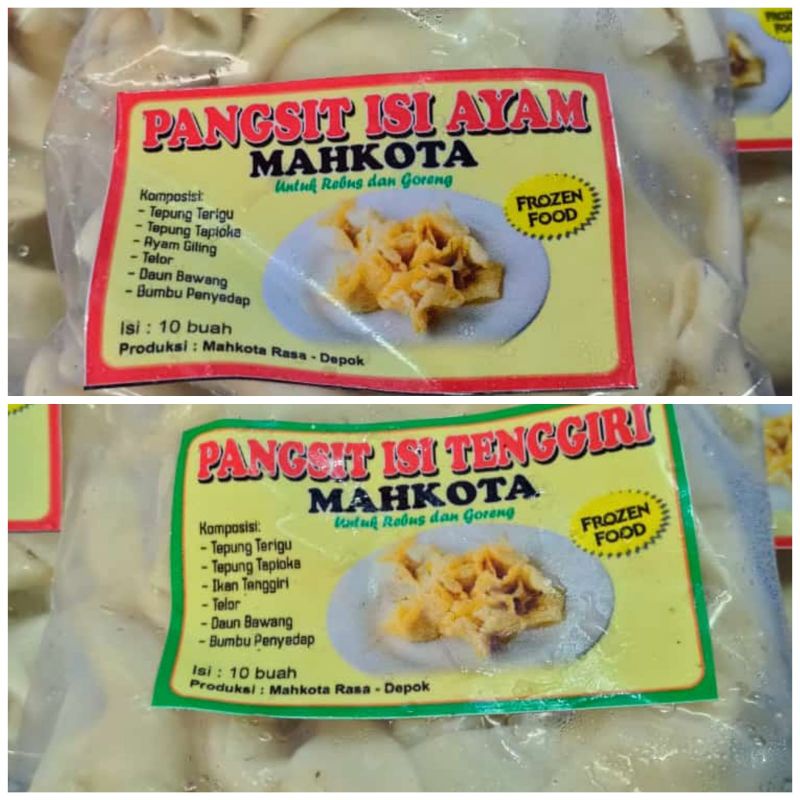 PANGSIT ISI AYAM
MAHKOTA
Untuk Rebus dan Goreng
Komposisi:
- Tepung Terigu
- Tepung Tapioka
- Ayam Giling
- Telor
- Daun Bawang
- Bumbu Penyedap
FROZEN
FOOD
Isi : 10 buah
Produksi : Mahkota Rasa - Depok
PANGSIT ISI TENGGIRI
MAHKOTA
Untuk Rebus dan Goreng
Komposisi:
- Tepung Terigu
- Tepung Tapioka
- Ikan Tenggiri
- Telor
- Daun Bawang
- Bumbu Penyedap
FROZEN
FOOD
Isi : 10 buah
Produksi : Mahkota Rasa - Depok